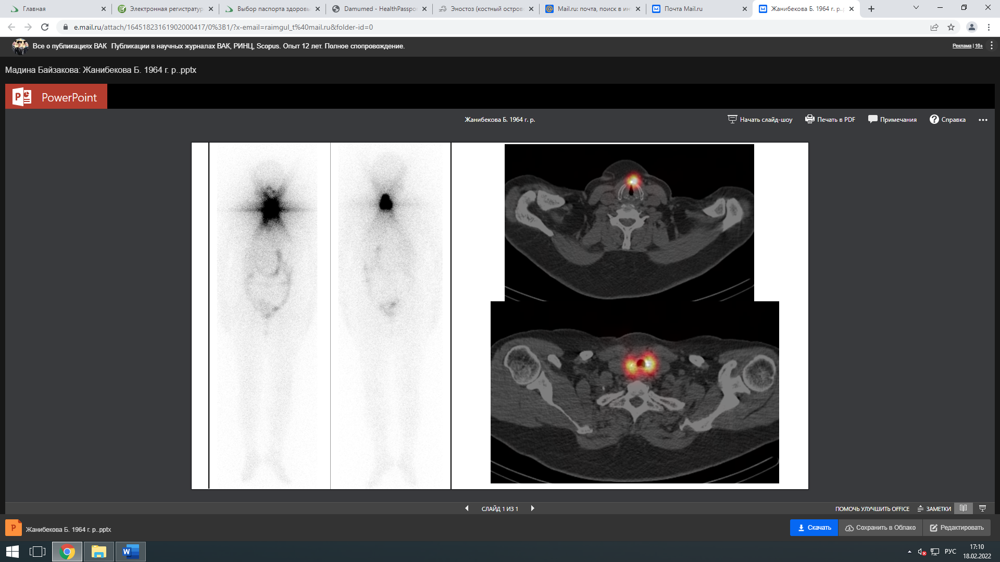 Главная
Электронная регистратур
Выбор паспорта здоровь
Damumed - HealthPasspo
Эностоз (костный остров
Mail.ru: почта, поиск в ин
Почта Mail.ru
Жанибекова Б. 1964 г. р..
e.mail.ru/attach/16451823161902000417/0%3B1/?x-email=raimgul_t%40mail.ru&folder-id=0
Все о публикациях ВАК Публикации в научных журналах ВАК, РИНЦ, Scopus. Опыт 12 лет. Полное спопровождение.
Реклама | 16+
Мадина Байзакова: Жанибекова Б. 1964 г. р..pptx
P PowerPoint
Жанибекова Б. 1964 г. р.
Начать слайд-шоу
Печать в PDF
Примечания
Справка
СЛАЙД 1 ИЗ 1
ПОМОЧЬ УЛУЧШИТЬ OFFICE
ЗАМЕТКИ
P
Жанибекова Б. 1964 г. р..pptx
Скачать
Сохранить в Облако
Редактировать
W
РУС
17:10
18.02.2022